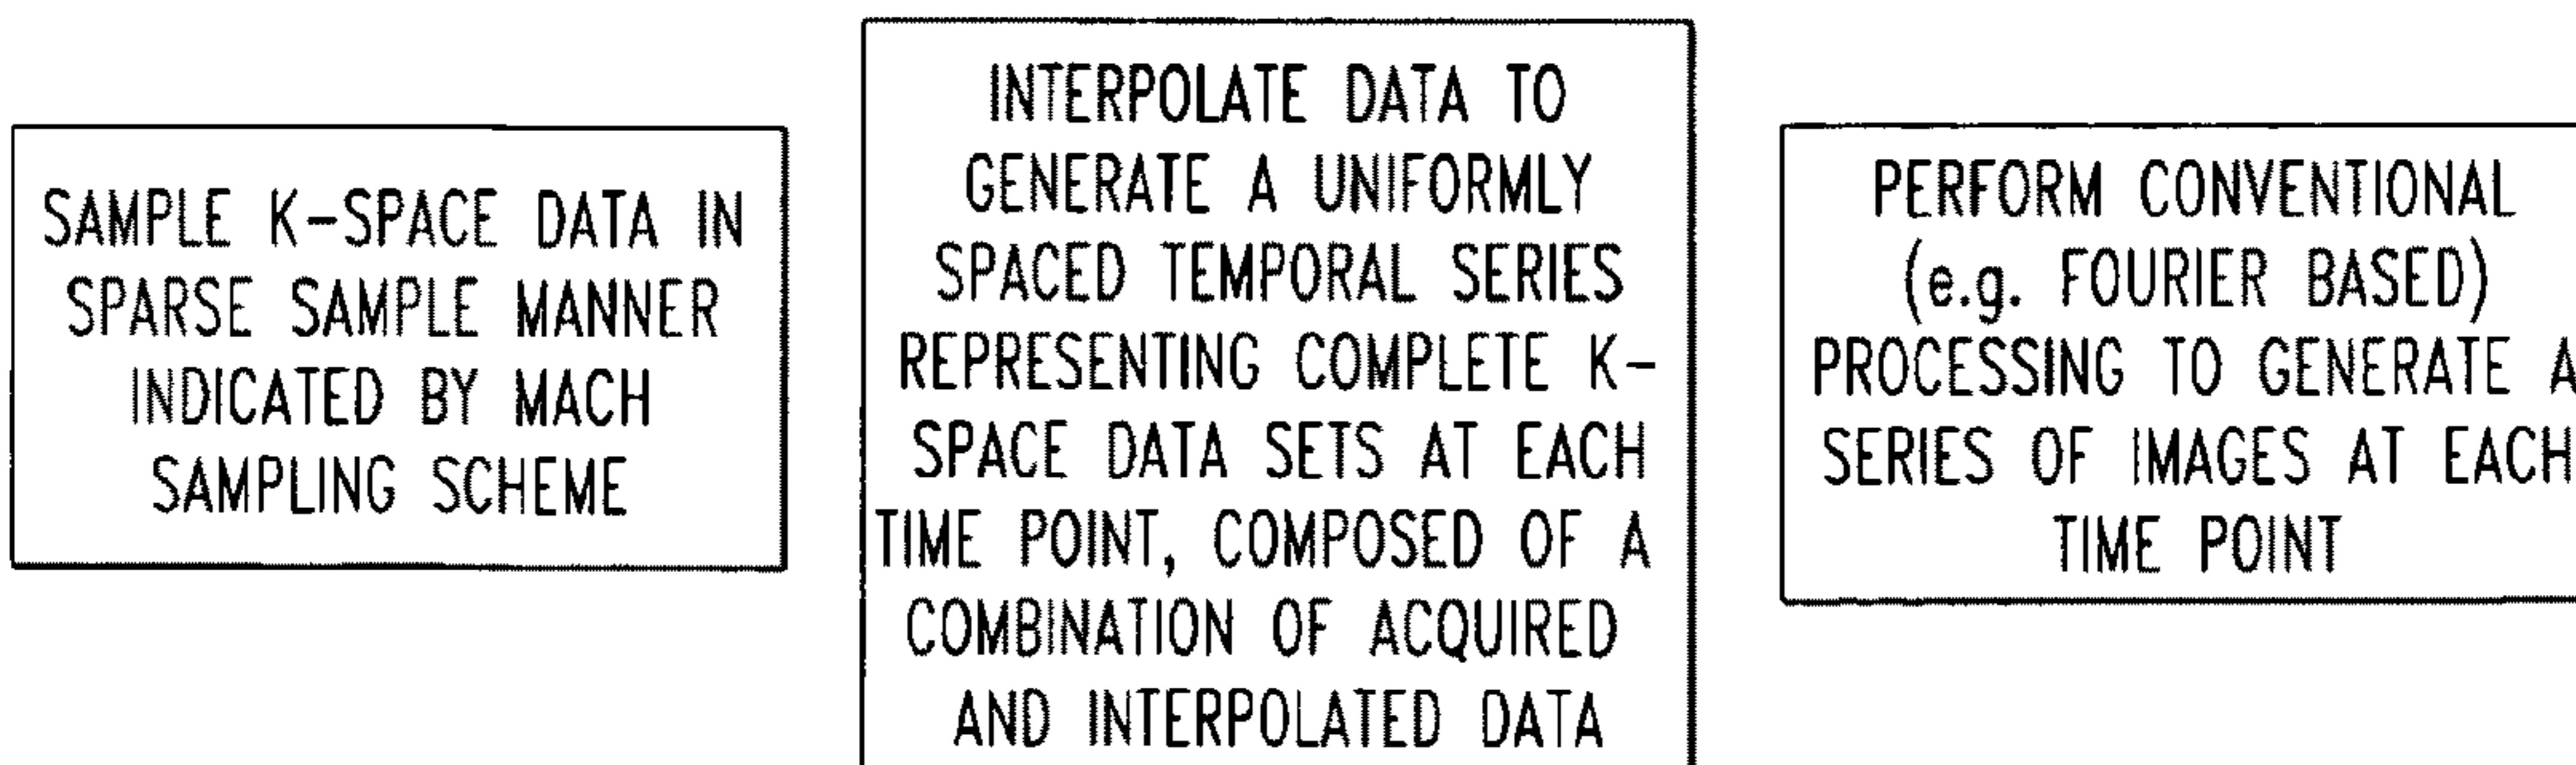 SAMPLE K-SPACE DATA IN
SPARSE SAMPLE MANNER
INDICATED BY MACH
SAMPLING SCHEME
INTERPOLATE DATA TO
GENERATE A UNIFORMLY
SPACED TEMPORAL SERIES
REPRESENTING COMPLETE K-
SPACE DATA SETS AT EACH
TIME POINT, COMPOSED OF A
COMBINATION OF ACQUIRED
AND INTERPOLATED DATA
PERFORM CONVENTIONAL
(e.g. FOURIER BASED)
PROCESSING TO GENERATE A
SERIES OF IMAGES AT EACH
TIME POINT